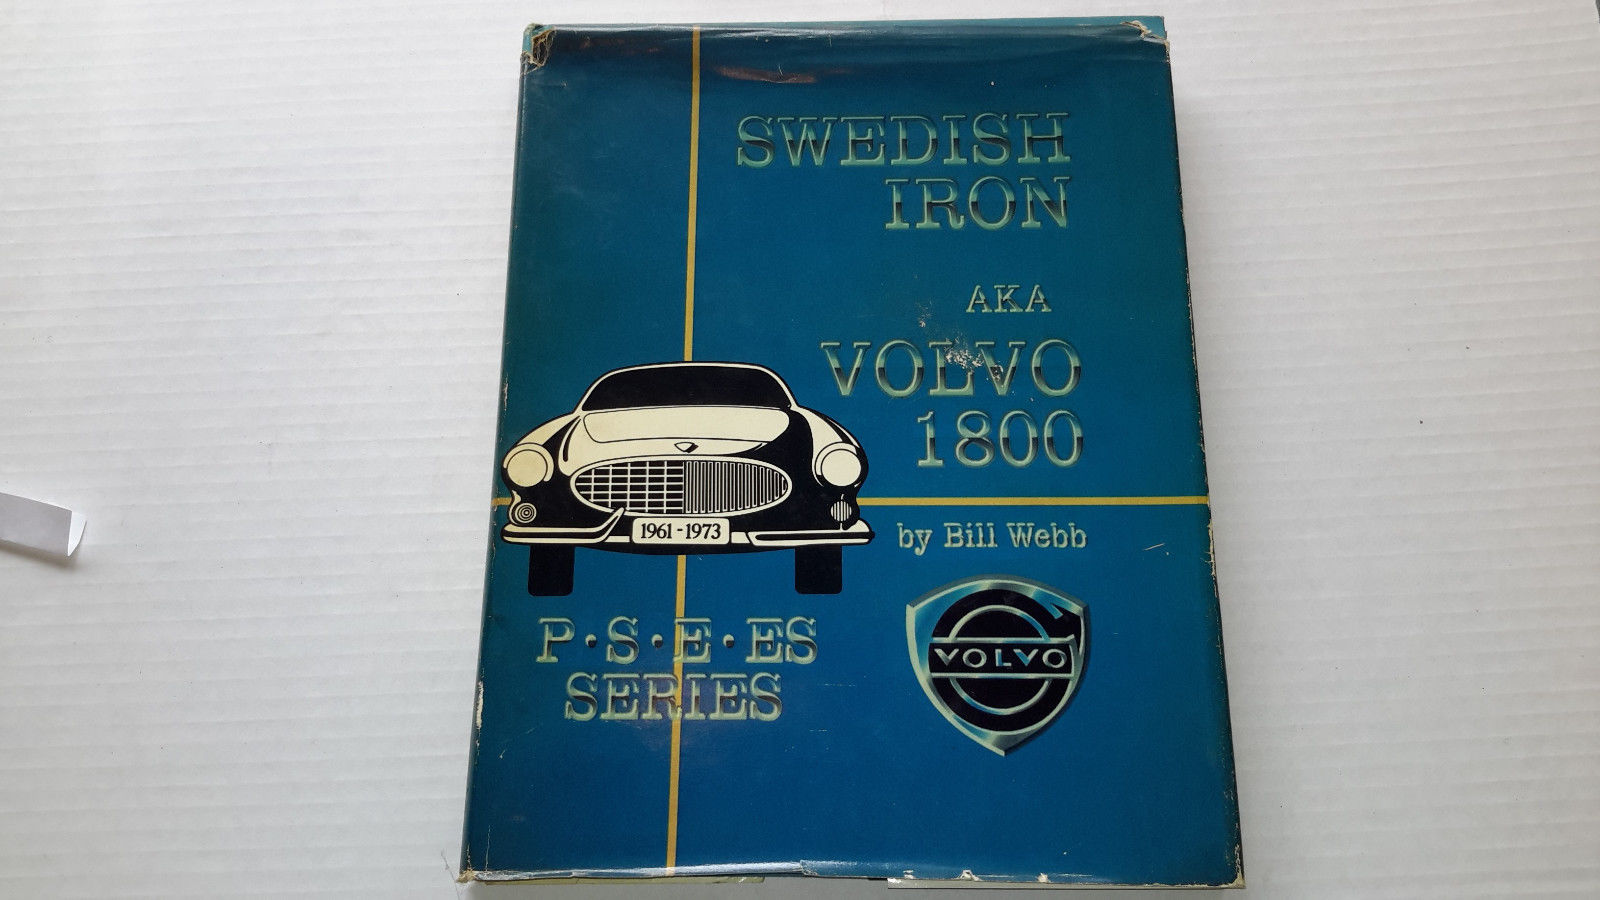 SWEDISH
IRON
AKA
VOLVO
1800
1961-1973
by Bill Webb
P·S·E·ES
SERIES
VOLVO